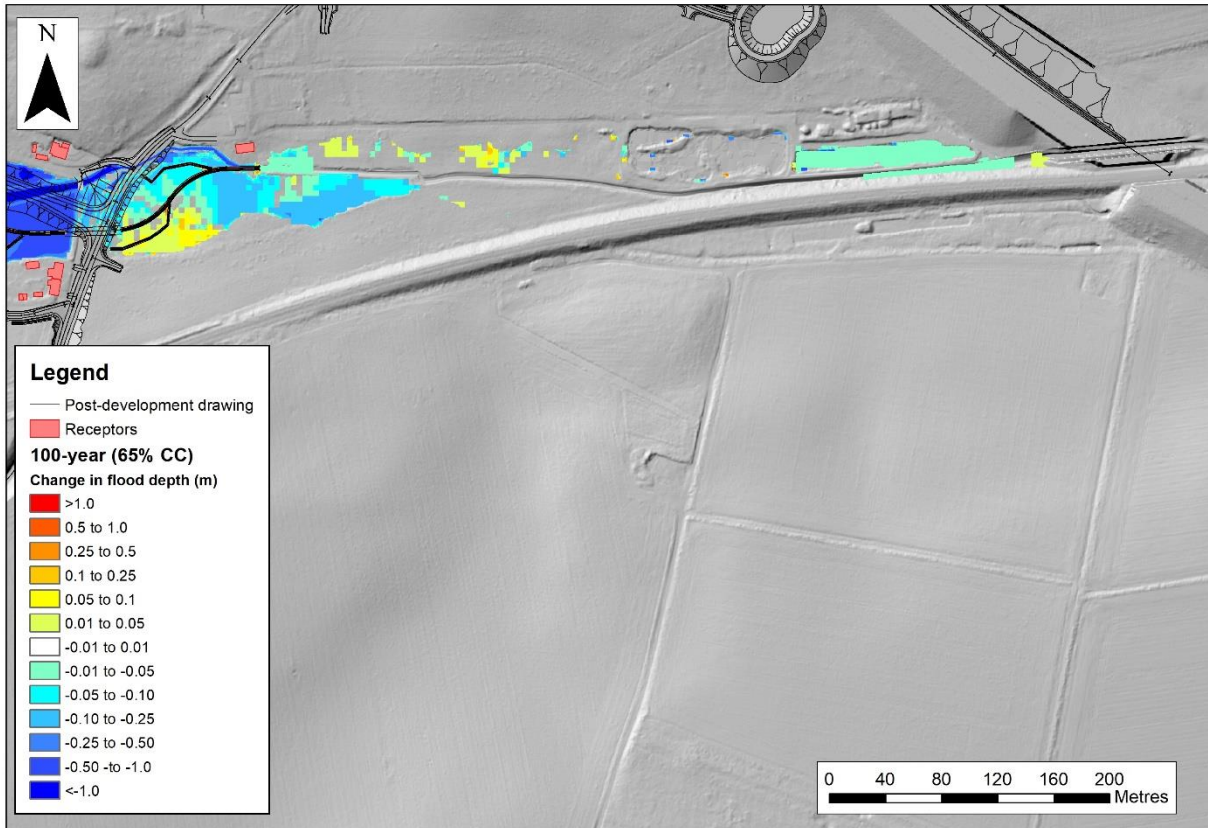 N
Legend
Post-development drawing
Receptors
100-year (65% CC)
Change in flood depth (m)
>1.0
0.5 to 1.0
0.25 to 0.5
0.1 to 0.25
0.05 to 0.1
0.01 to 0.05
-0.01 to 0.01
-0.01 to -0.05
-0.05 to -0.10
-0.10 to -0.25
-0.25 to -0.50
-0.50 -to -1.0
<-1.0
0 40 80 120 160 200
Metres